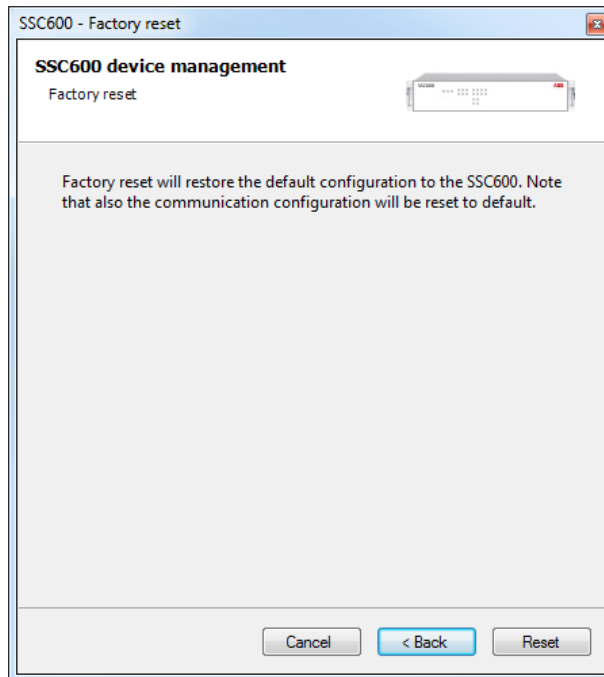 SSC600 - Factory reset
SSC600 device management
Factory reset
ABB
Factory reset will restore the default configuration to the SSC600. Note
that also the communication configuration will be reset to default.
Cancel
< Back
Reset